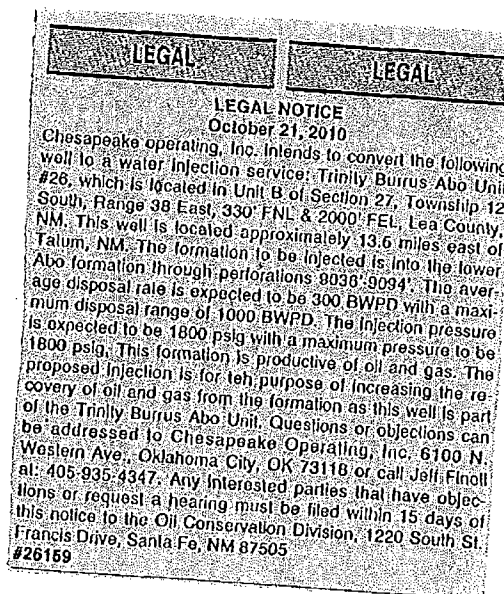 LEGAL LEGAL
LEGAL NOTICE
October 21, 2010
Chesapeake operating, Inc. intends to convert the following
well to a water injection service: Trinity Burrus Abo Unit
#26, which is located in Unit B of Section 27, Township 12
South, Range 38 East, 330' FNL & 2000' FEL, Lea County,
NM. This well is located approximately 13.6 miles east of
Tatum, NM. The formation to be injected is into the lower
Abo formation through perforations 9036'-9094'. The aver-
age disposal rate is expected to be 300 BWPD with a maxi-
mum disposal range of 1000 BWPD. The injection pressure
is expected to be 1800 psig with a maximum pressure to be
1800 psig. This formation is productive of oil and gas. The
proposed injection is for teh purpose of increasing the re-
covery of oil and gas from the formation as this well is part
of the Trinity Burrus Abo Unit. Questions or objections can
be addressed to Chesapeake Operating, Inc, 6100 N.
Western Ave., Oklahoma City, OK 73118 or call Jeff Finnell
at: 405-935-4347. Any interested parties that have objec-
tions or request a hearing must be filed within 15 days of
this notice to the Oil Conservation Division, 1220 South St.
Francis Drive, Santa Fe, NM 87505
#26159